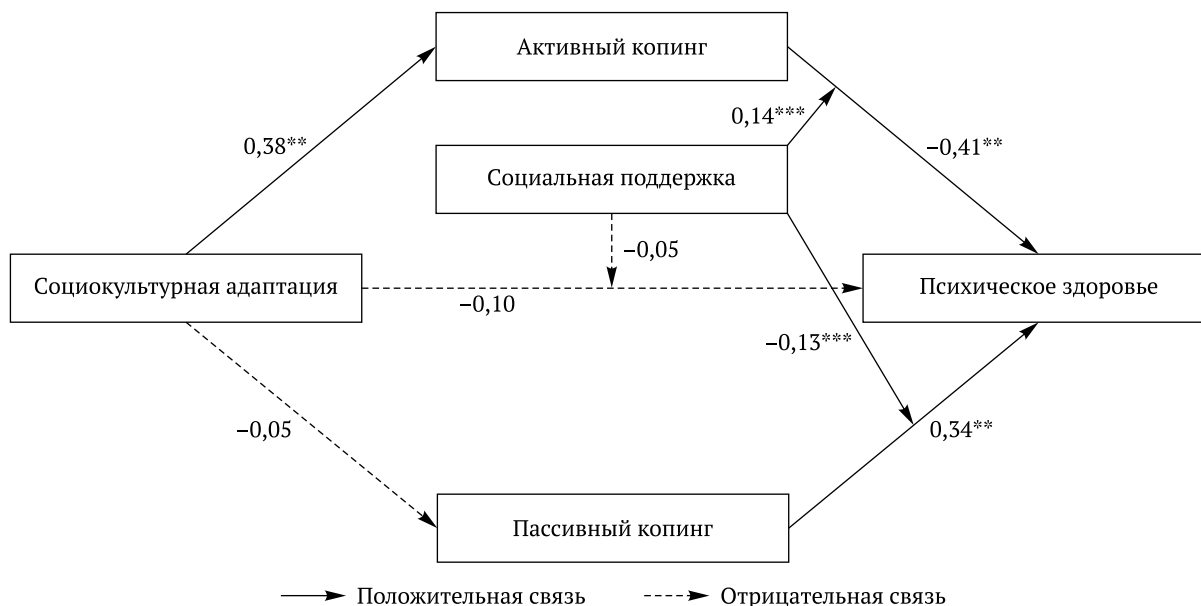 Активный копинг
0,14***
0,38**
–0,41**
Социальная поддержка
–0,05
Социокультурная адаптация
–0,10
Психическое здоровье
–0,13***
–0,05
0,34**
Пассивный копинг
Положительная связь
Отрицательная связь